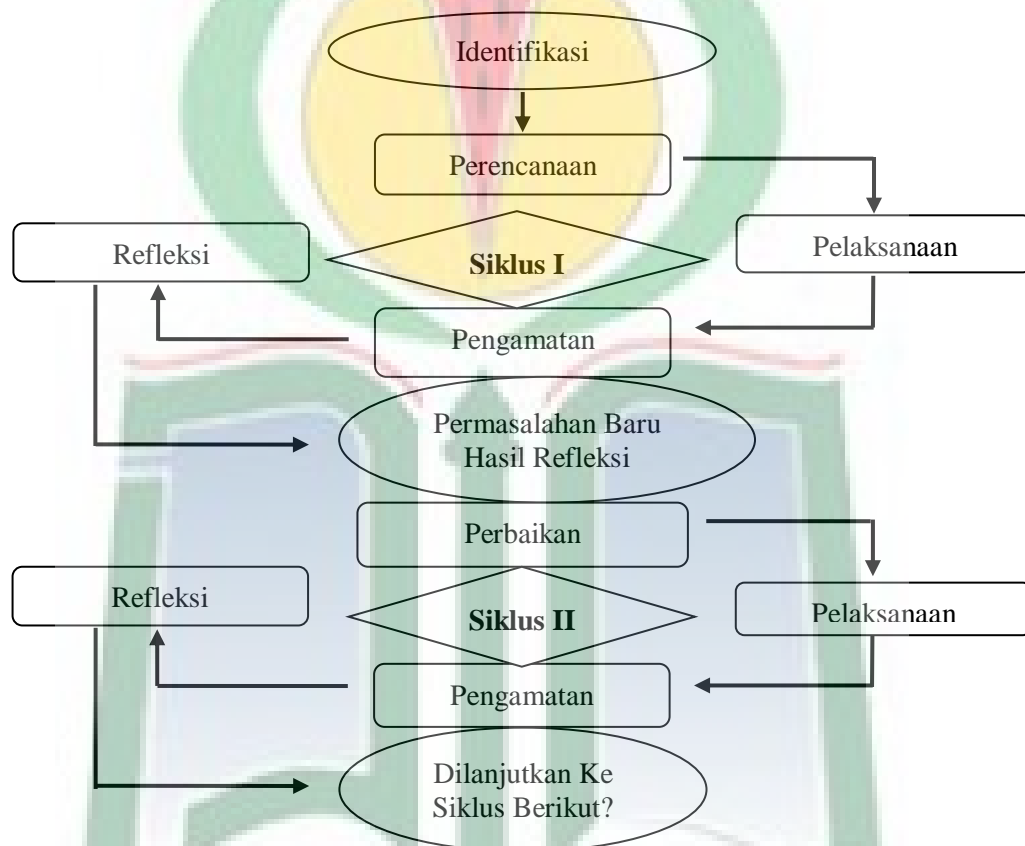 Identifikasi
Perencanaan
Refleksi
Siklus I
Pelaksanaan
Pengamatan
Permasalahan Baru
Hasil Refleksi
Perbaikan
Refleksi
Siklus II
Pelaksanaan
Pengamatan
Dilanjutkan Ke
Siklus Berikut?